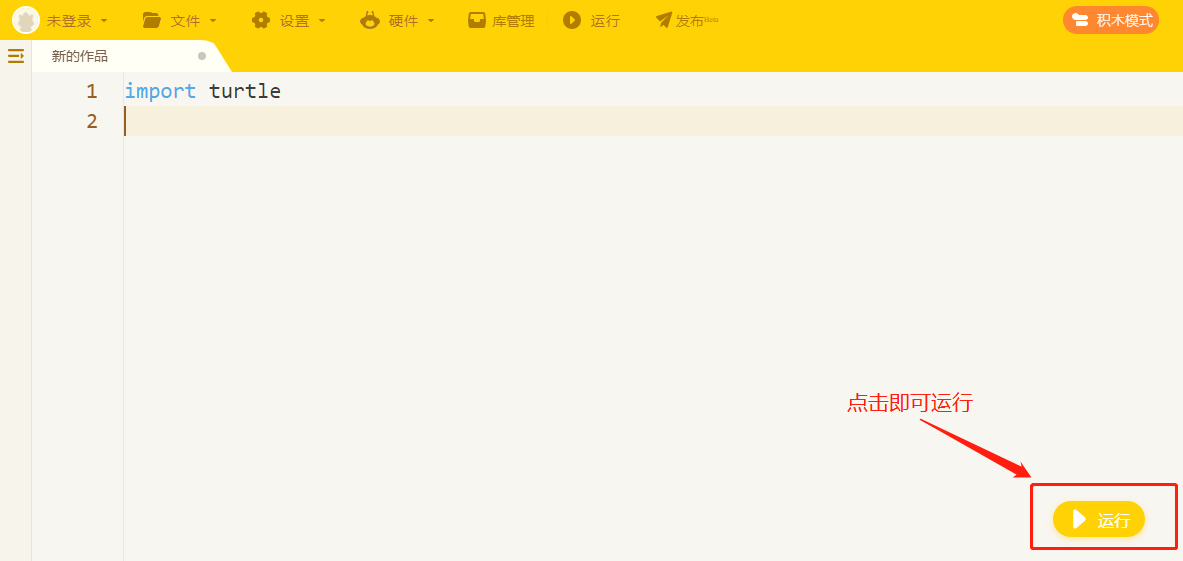 未登录 文件 设置 硬件 库管理 运行 发布Beta 积木模式
新的作品
1 import turtle
2
点击即可运行
运行